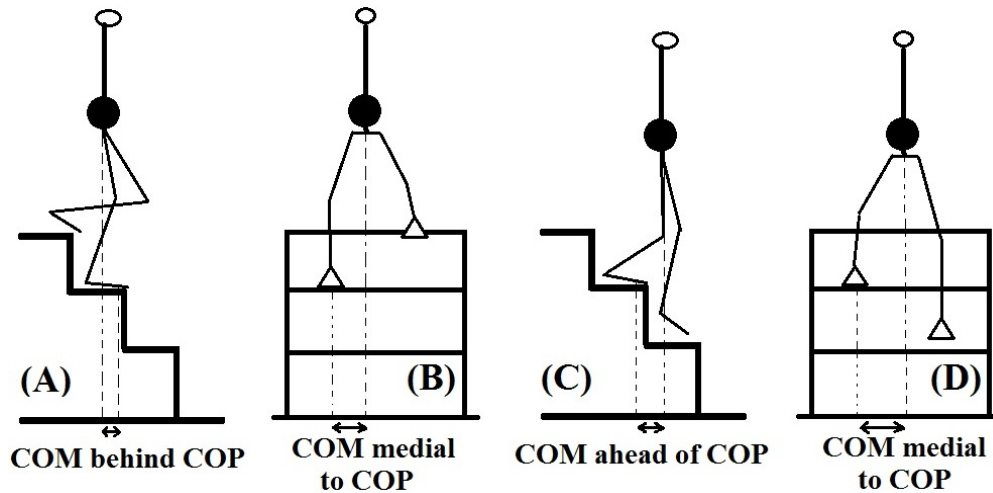 (A)
(B)
(C)
(D)
COM behind COP
COM medial
to COP
COM ahead of COP
COM medial
to COP